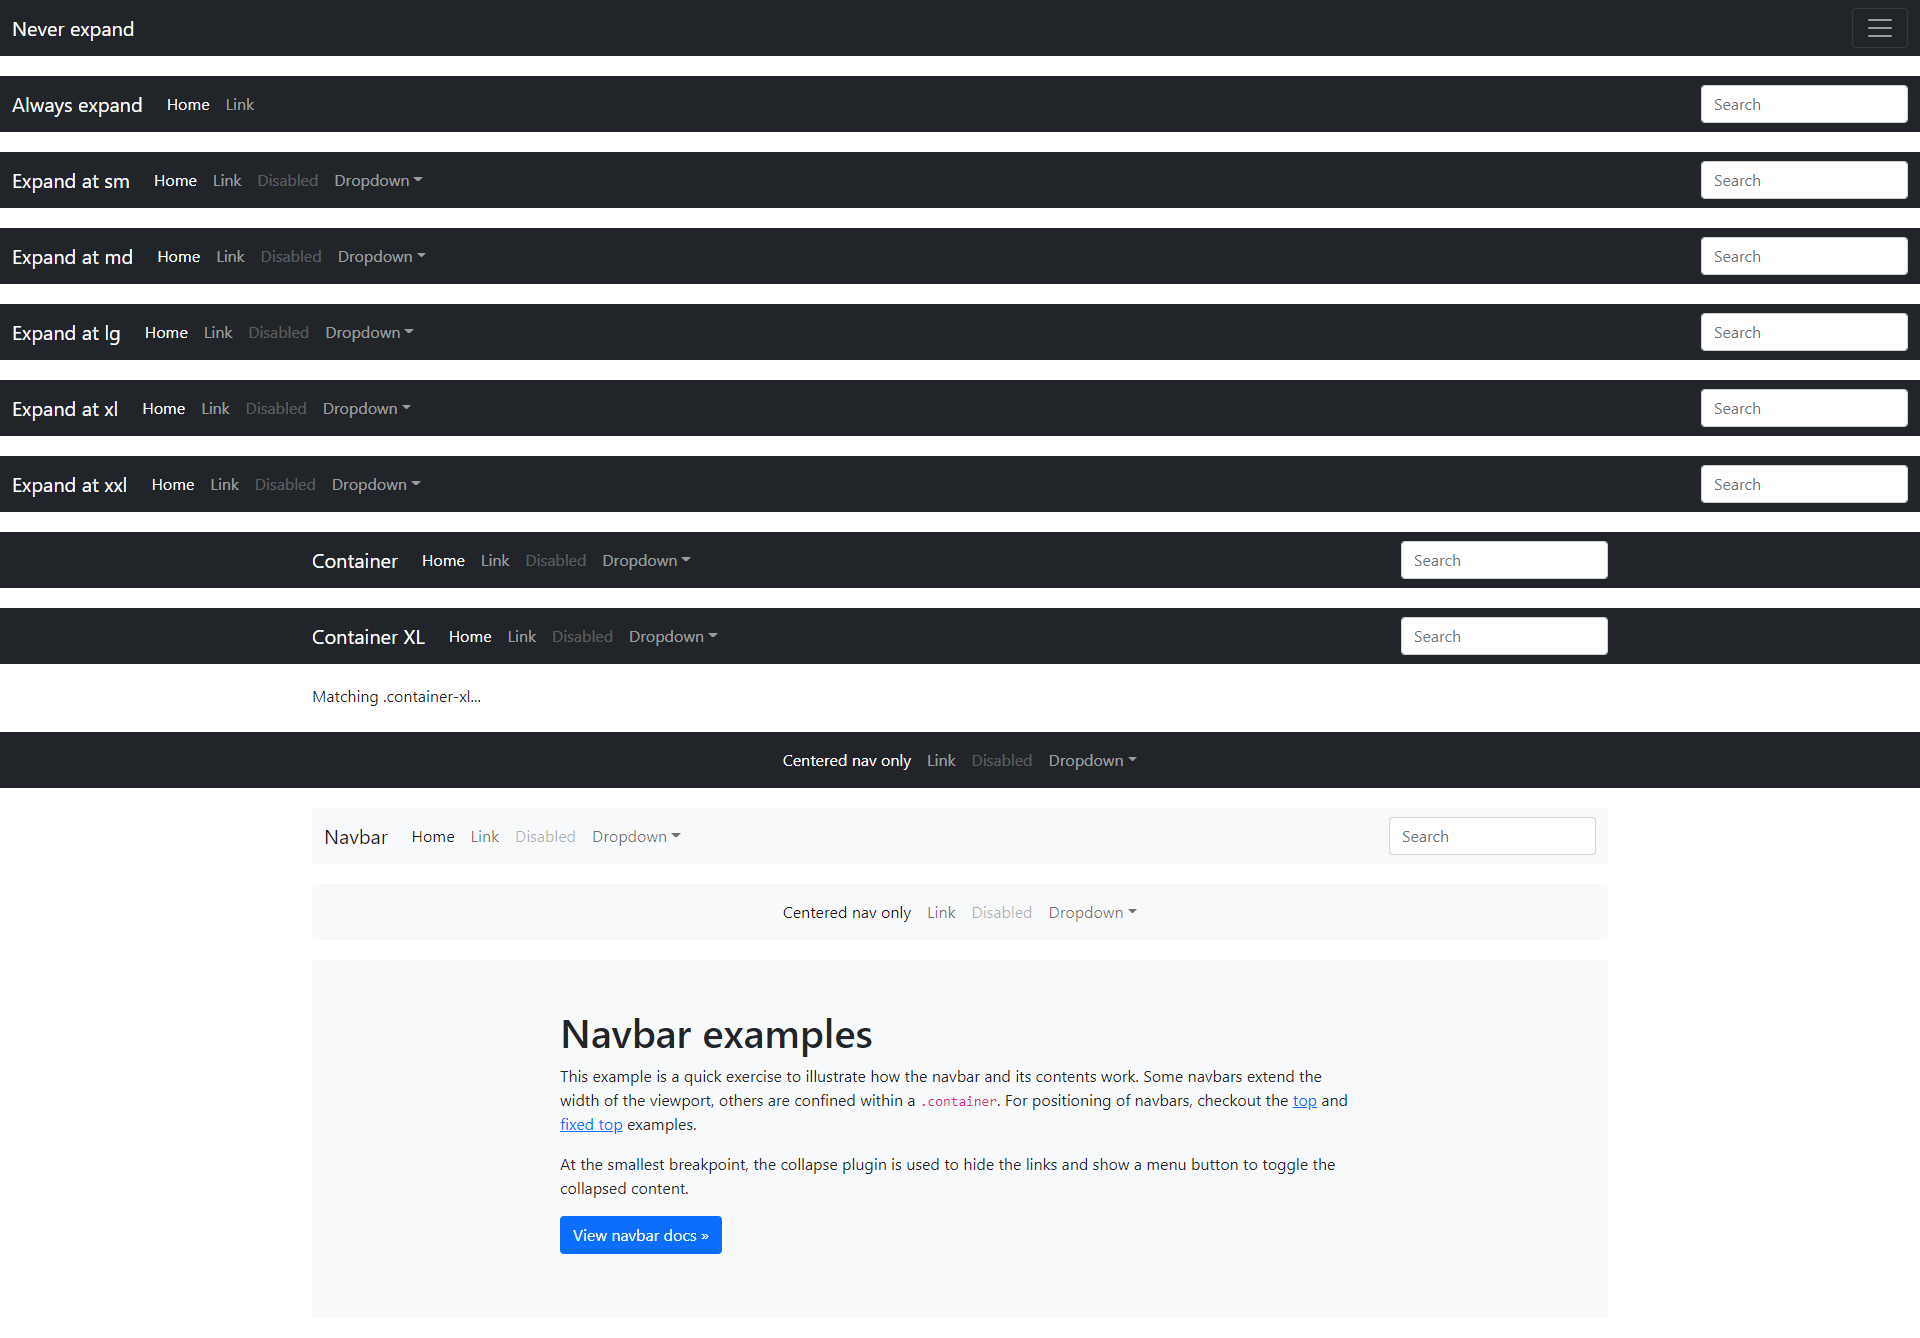 Never expand
Always expand Home Link Search
Expand at sm Home Link Disabled Dropdown Search
Expand at md Home Link Disabled Dropdown Search
Expand at lg Home Link Disabled Dropdown Search
Expand at xl Home Link Disabled Dropdown Search
Expand at xxl Home Link Disabled Dropdown Search
Container Home Link Disabled Dropdown Search
Container XL Home Link Disabled Dropdown Search
Matching .container-xl...
Centered nav only Link Disabled Dropdown
Navbar Home Link Disabled Dropdown Search
Centered nav only Link Disabled Dropdown
Navbar examples
This example is a quick exercise to illustrate how the navbar and its contents work. Some navbars extend the
width of the viewport, others are confined within a .container. For positioning of navbars, checkout the top and
fixed top examples.
At the smallest breakpoint, the collapse plugin is used to hide the links and show a menu button to toggle the
collapsed content.
View navbar docs »